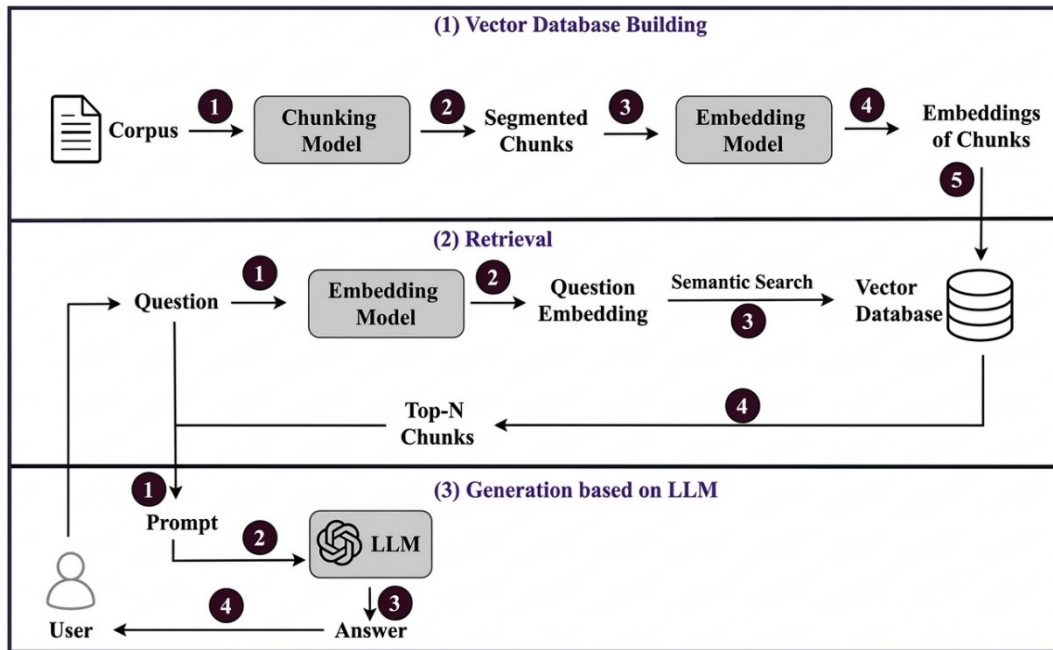 (1) Vector Database Building
1
2
3
4
Corpus
Chunking
Model
Segmented
Chunks
Embedding
Model
Embeddings
of Chunks
5
(2) Retrieval
1
2
Question
Embedding
Model
Question
Embedding
Semantic Search
3
Vector
Database
Top-N
Chunks
4
(3) Generation based on LLM
1
Prompt
2
LLM
3
4
User
Answer